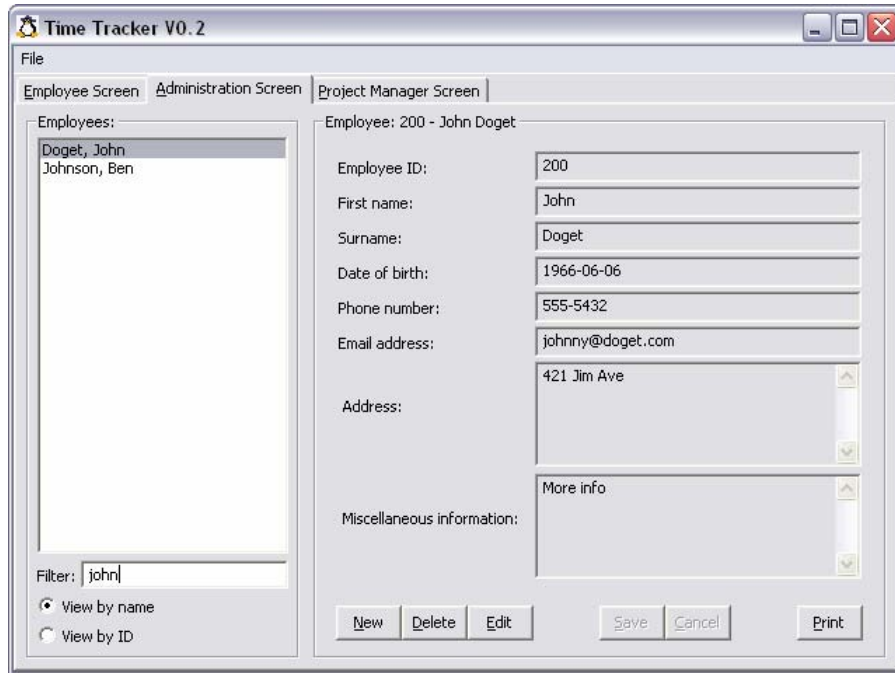 Time Tracker V0.2
File
Employee Screen Administration Screen Project Manager Screen
Employees:
Doget, John
Johnson, Ben
Filter: john
View by name
View by ID
Employee: 200 - John Doget
Employee ID: 200
First name: John
Surname: Doget
Date of birth: 1966-06-06
Phone number: 555-5432
Email address: johnny@doget.com
Address: 421 Jim Ave
Miscellaneous information: More info
New Delete Edit Save Cancel Print